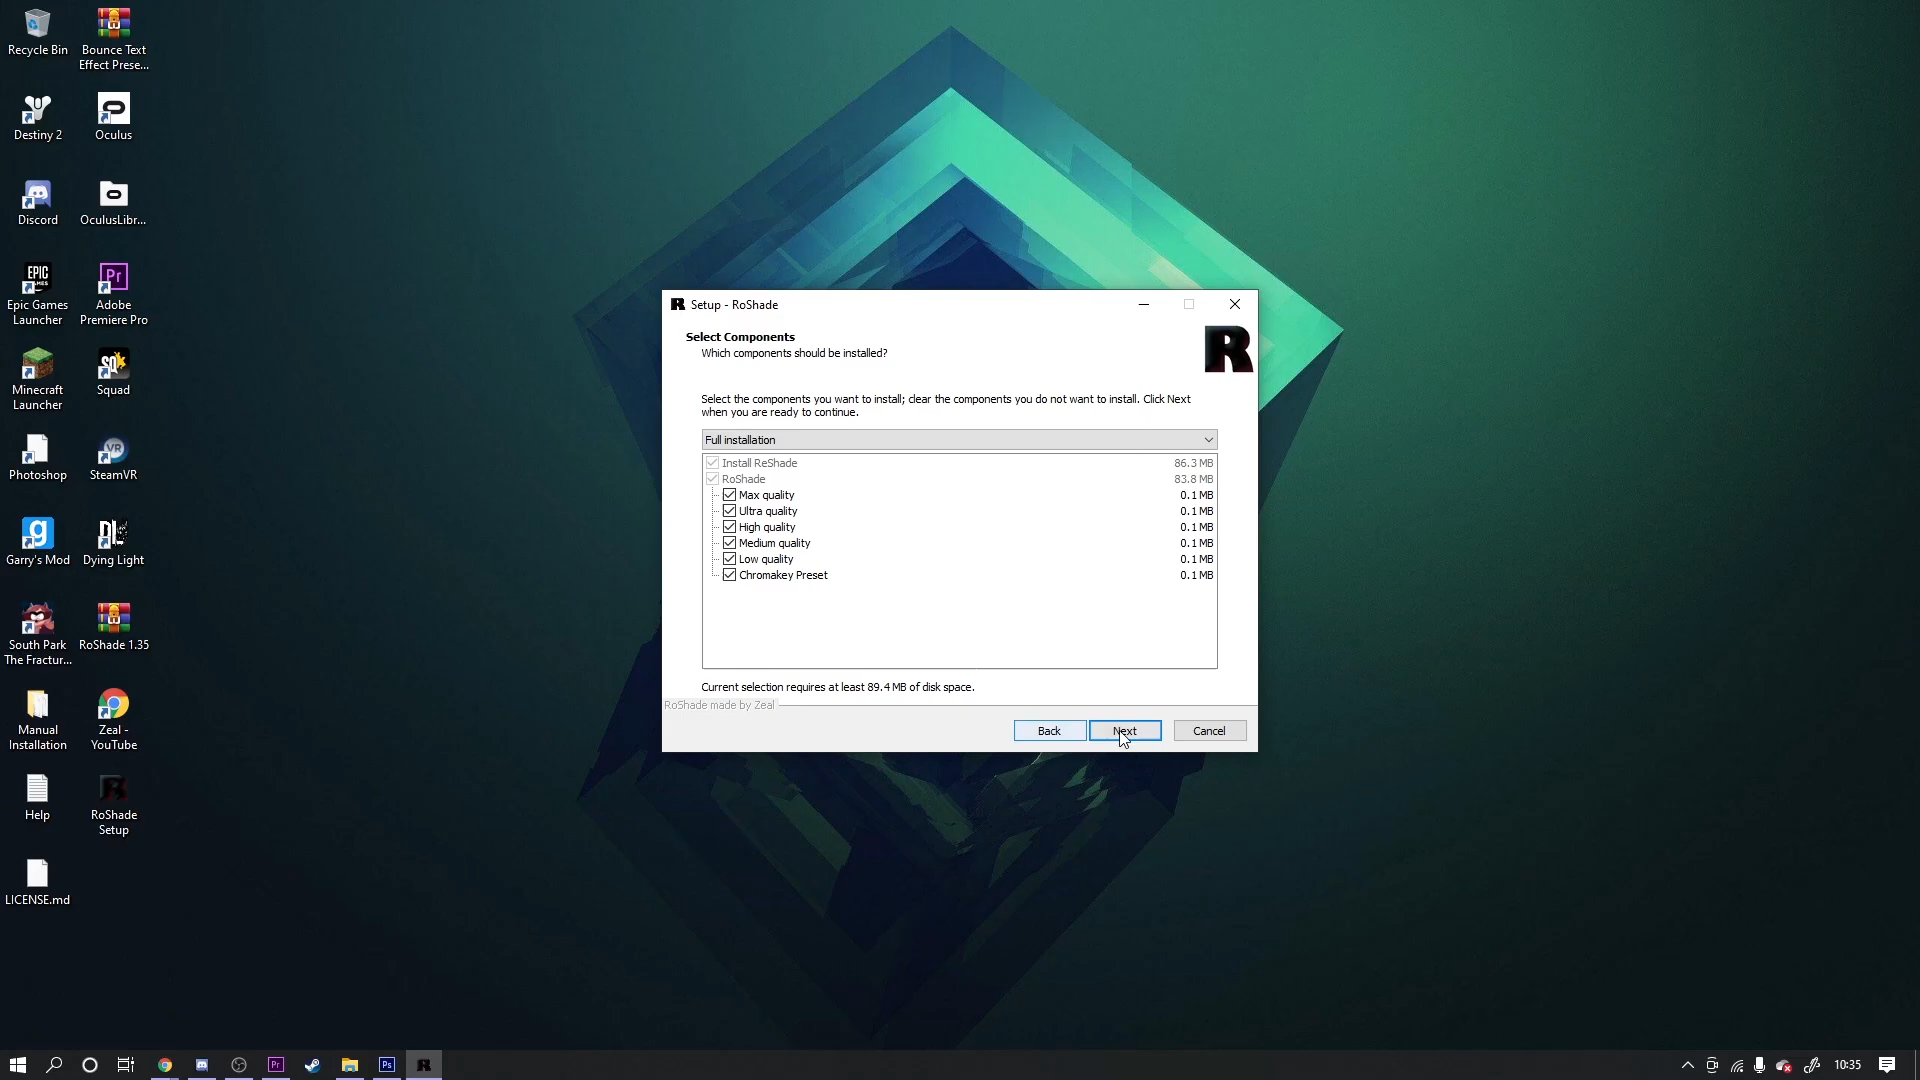 Recycle Bin
Bounce Text
Effect Prese...
Destiny 2
Oculus
Discord
OculusLibr...
EPIC
GAMES
Epic Games
Launcher
Pr
Adobe
Premiere Pro
Minecraft
Launcher
SQ
Squad
Photoshop
VR
SteamVR
g
Garry's Mod
Dying Light
South Park
The Fractur...
RoShade 1.35
Manual
Installation
Zeal -
YouTube
Help
RoShade
Setup
LICENSE.md
R Setup - RoShade
Select Components
Which components should be installed?
R
Select the components you want to install; clear the components you do not want to install. Click Next
when you are ready to continue.
Full installation
Install ReShade 86.3 MB
RoShade 83.8 MB
Max quality 0.1 MB
Ultra quality 0.1 MB
High quality 0.1 MB
Medium quality 0.1 MB
Low quality 0.1 MB
Chromakey Preset 0.1 MB
Current selection requires at least 89.4 MB of disk space.
RoShade made by Zeal
Back Next Cancel
Pr Ps R 10:35